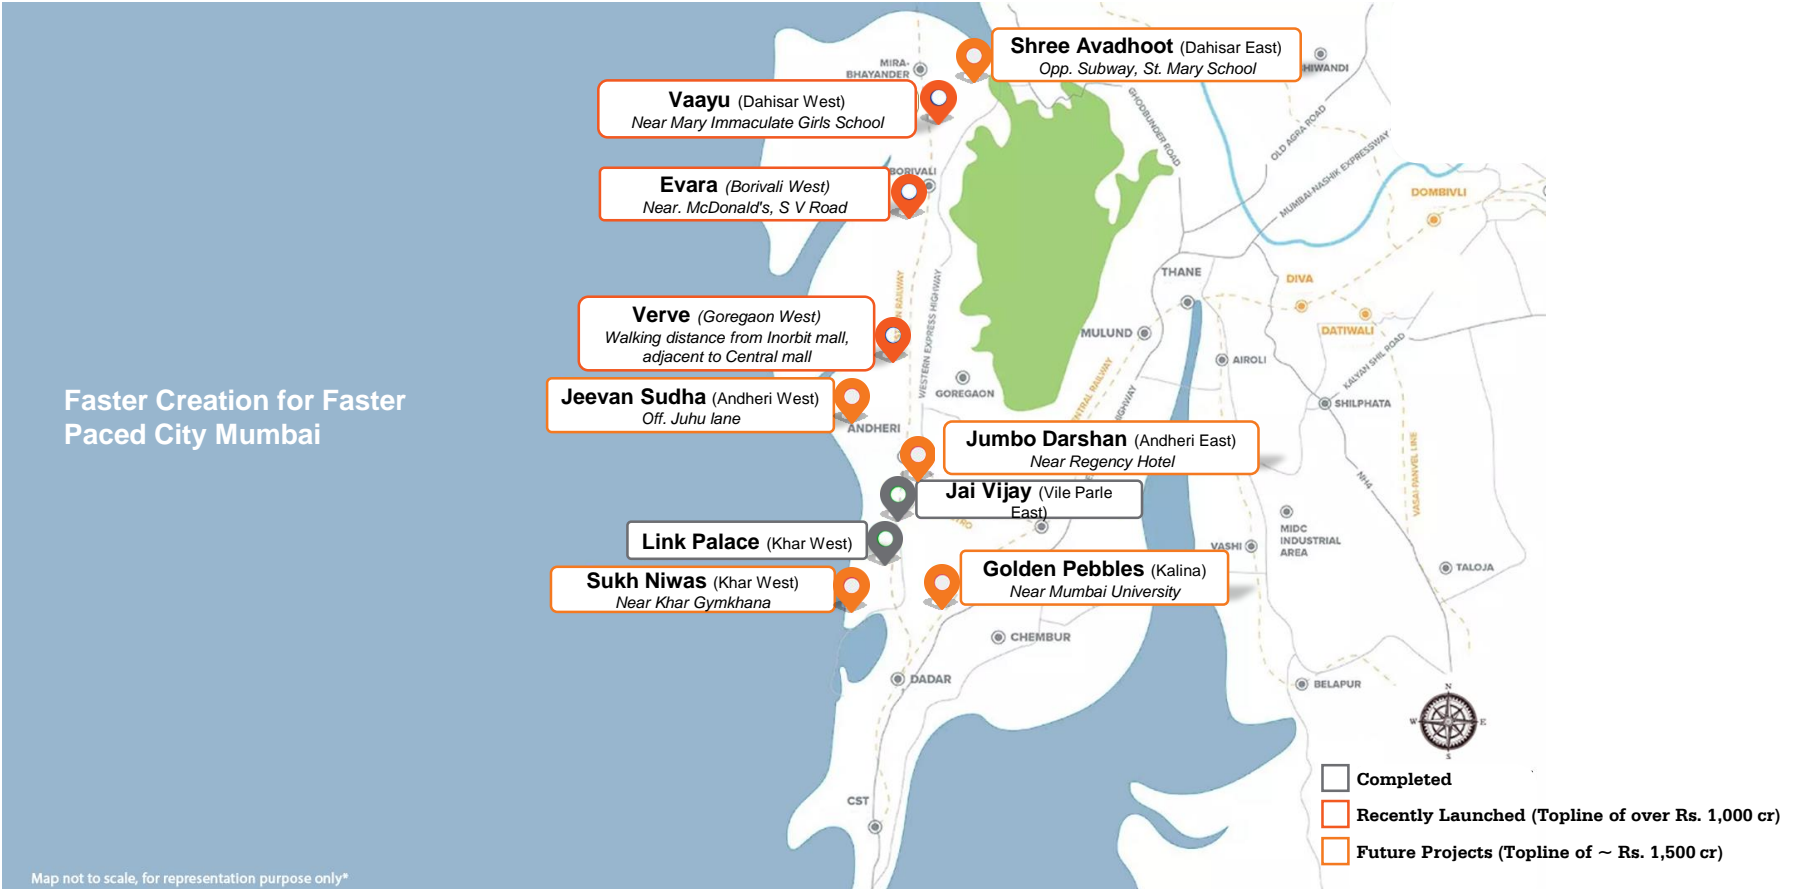 Shree Avadhoot (Dahisar East)
Opp. Subway, St. Mary School
MIRA-
BHAYANDER
HIWANDI
Vaayu (Dahisar West)
Near Mary Immaculate Girls School
GHODBUNDER ROAD
OLD AGRA ROAD
MUMBAI-NASHIK EXPRESSWAY
BORIVALI
Evara (Borivali West)
Near. McDonald's, S V Road
DOMBIVLI
THANE
DIVA
RAILWAY
WESTERN EXPRESS HIGHWAY
Verve (Goregaon West)
Walking distance from Inorbit mall,
adjacent to Central mall
MULUND
DATIWALI
AIROLI
KALYAN SHIL ROAD
GOREGAON
RAILWAY
Faster Creation for Faster
Paced City Mumbai
Jeevan Sudha (Andheri West)
Off. Juhu lane
SHILPHATA
ANDHERI
Jumbo Darshan (Andheri East)
Near Regency Hotel
NH4
VASAI-PANVEL LINE
Jai Vijay (Vile Parle
East)
MIDC
INDUSTRIAL
AREA
Link Palace (Khar West)
VASHI
Golden Pebbles (Kalina)
Near Mumbai University
TALOJA
Sukh Niwas (Khar West)
Near Khar Gymkhana
CHEMBUR
DADAR
BELAPUR
N
W
E
S
Completed
CST
Recently Launched (Topline of over Rs. 1,000 cr)
Future Projects (Topline of ~ Rs. 1,500 cr)
Map not to scale, for representation purpose only*